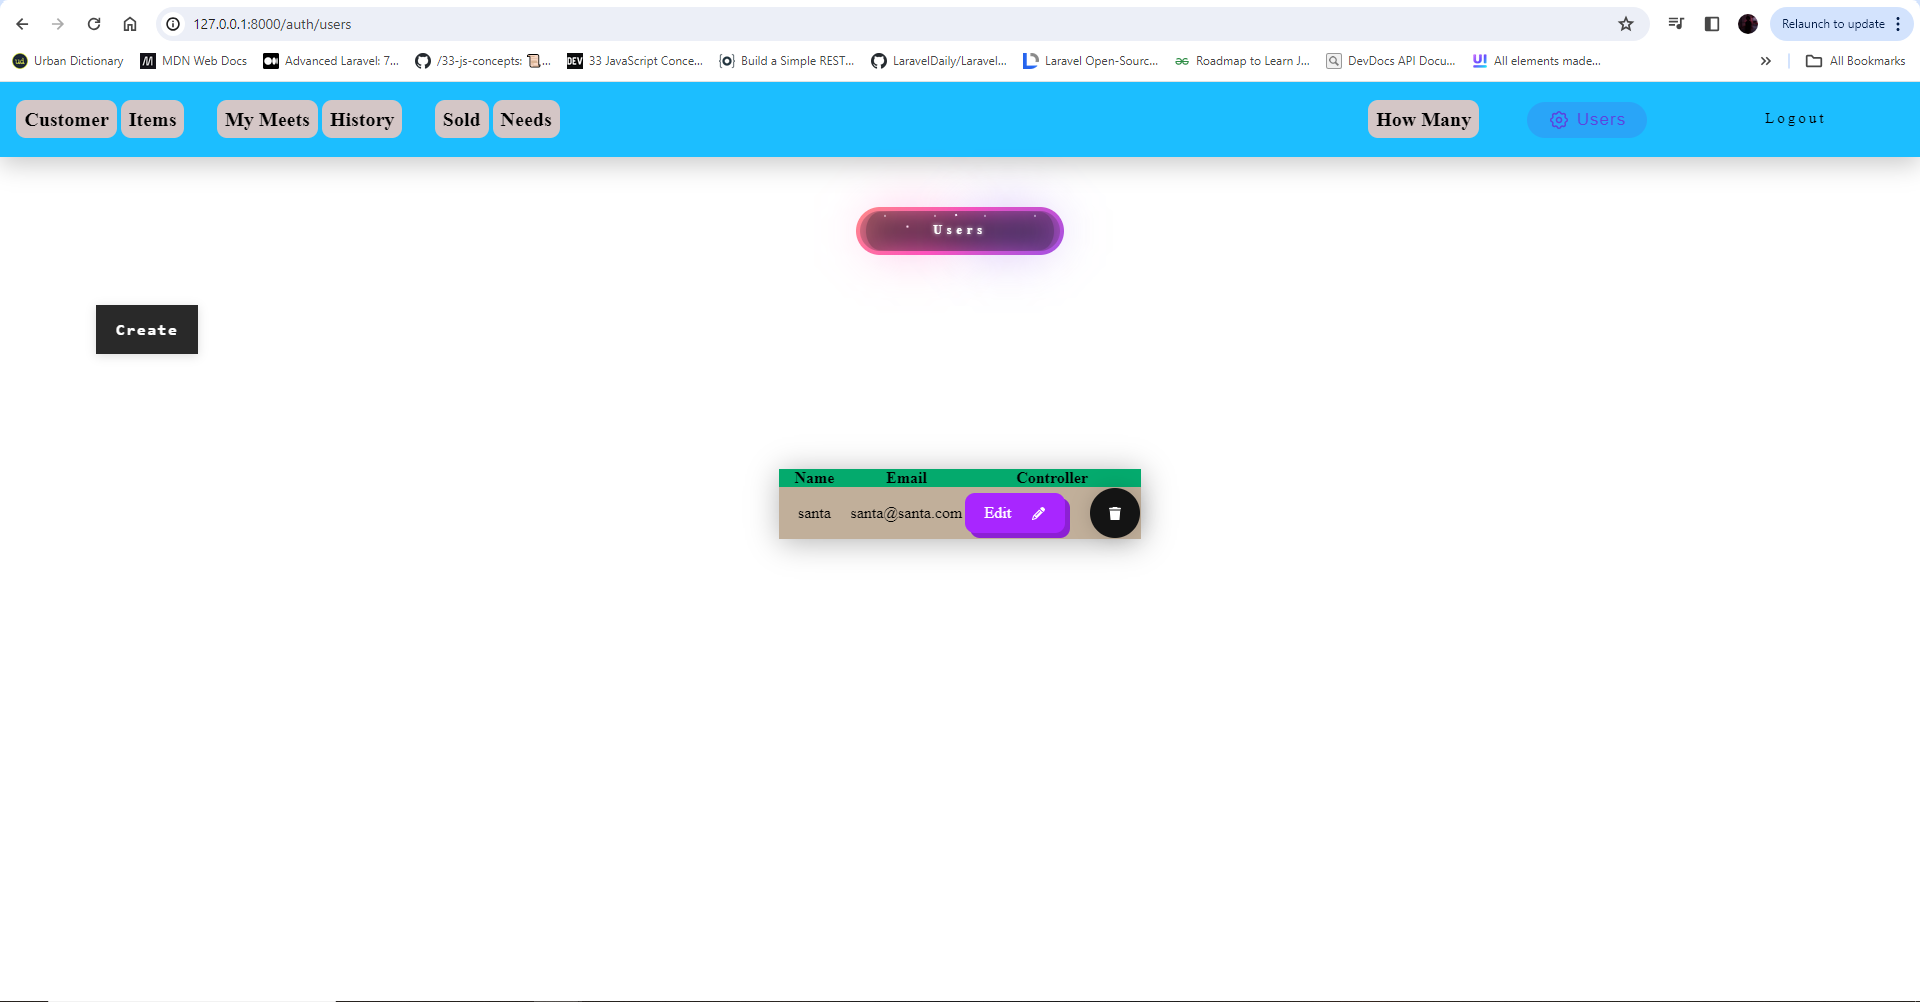 127.0.0.1:8000/auth/users
Relaunch to update
Urban Dictionary
MDN Web Docs
Advanced Laravel: 7...
/33-js-concepts: 📜...
DEV
33 JavaScript Conce...
Build a Simple REST...
LaravelDaily/Laravel...
Laravel Open-Sourc...
Roadmap to Learn J...
DevDocs API Docu...
All elements made...
All Bookmarks
Customer Items My Meets History Sold Needs How Many Users Logout
Users
Create
Name Email Controller
santa santa@santa.com Edit